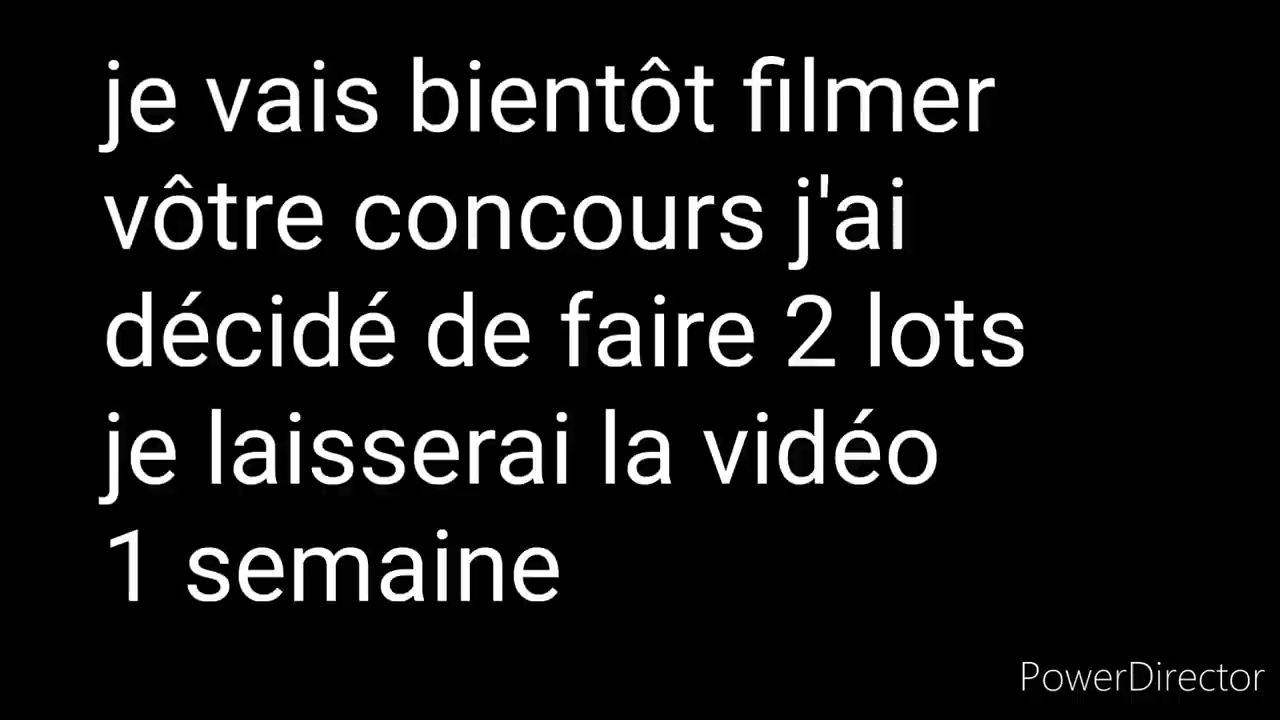 je vais bientôt filmer
vôtre concours j'ai
décidé de faire 2 lots
je laisserai la vidéo
1 semaine
PowerDirector